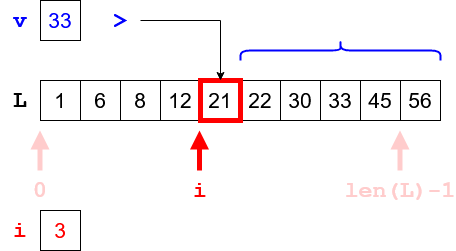 v 33 >
L 1 6 8 12 21 22 30 33 45 56
0 i len(L)-1
i 3